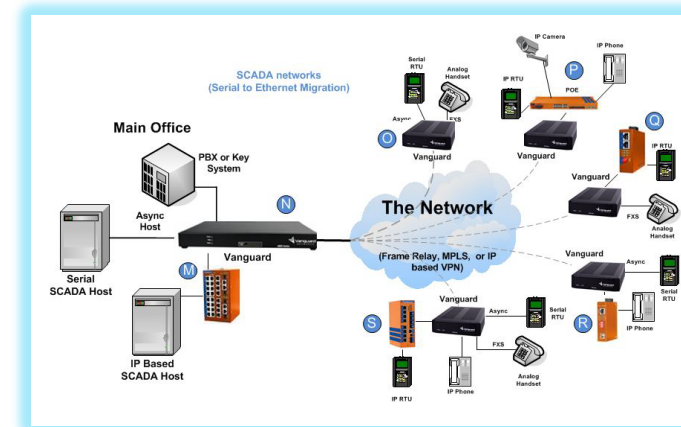 SCADA networks
(Serial to Ethernet Migration)
Main Office
PBX or Key
System
Async
Host
Serial
SCADA Host
IP Based
SCADA Host
M
N
Vanguard
vanguard
The Network
(Frame Relay, MPLS, or IP
based VPN)
Serial
RTU
Analog
Handset
Async
FXS
O
Vanguard
IP Camera
P
IP Phone
IP RTU
POE
Vanguard
Q
IP RTU
Vanguard
FXS
Analog
Handset
Vanguard
Async
Serial
RTU
R
IP Phone
Vanguard
S
Async
Serial
RTU
FXS
Analog
Handset
IP Phone
IP RTU